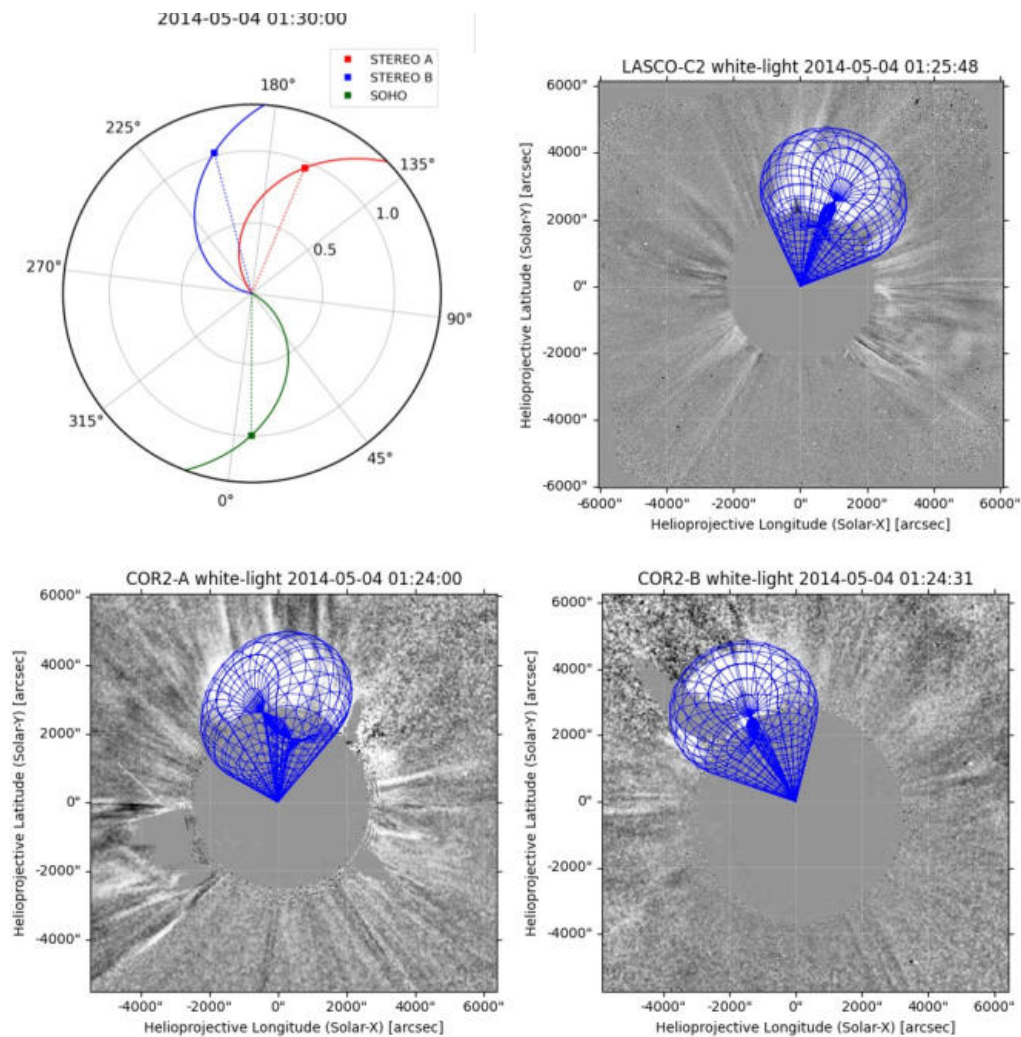 2014-05-04 01:30:00
STEREO A
STEREO B
SOHO
180°
225°
135°
1.0
0.5
270°
90°
315°
45°
0°
LASCO-C2 white-light 2014-05-04 01:25:48
Helioprojective Latitude (Solar-Y) [arcsec]
6000"
4000"
2000"
0"
-2000"
-4000"
-6000"
-6000" -4000" -2000" 0" 2000" 4000" 6000"
Helioprojective Longitude (Solar-X) [arcsec]
COR2-A white-light 2014-05-04 01:24:00
Helioprojective Latitude (Solar-Y) [arcsec]
6000"
4000"
2000"
0"
-2000"
-4000"
-4000" -2000" 0" 2000" 4000" 6000"
Helioprojective Longitude (Solar-X) [arcsec]
COR2-B white-light 2014-05-04 01:24:31
Helioprojective Latitude (Solar-Y) [arcsec]
6000"
4000"
2000"
0"
-2000"
-4000"
-4000" -2000" 0" 2000" 4000" 6000"
Helioprojective Longitude (Solar-X) [arcsec]